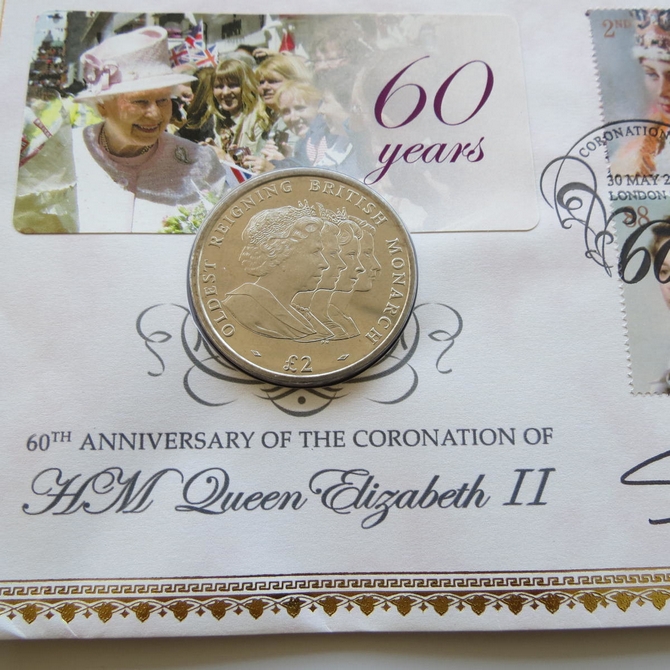 60
years
2ND
CORONATION
30 MAY 2
LONDON
60
OLDEST REIGNING BRITISH MONARCH
£2
60TH ANNIVERSARY OF THE CORONATION OF
HM Queen Elizabeth II